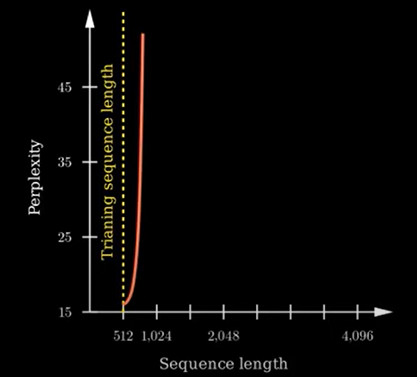 45
35
25
15
Perplexity
Trianing sequence length
512 1,024 2,048 4,096
Sequence length